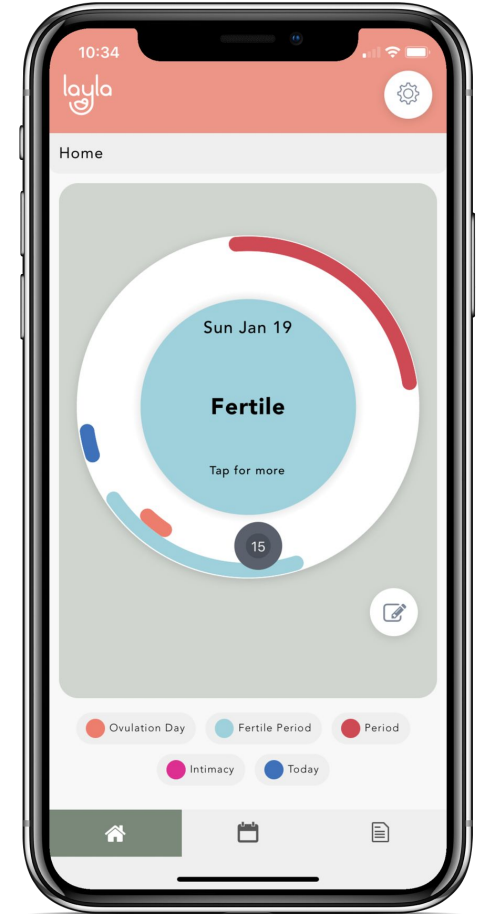 10:34
layla
Home
Sun Jan 19
Fertile
Tap for more
15
Ovulation Day
Fertile Period
Period
Intimacy
Today